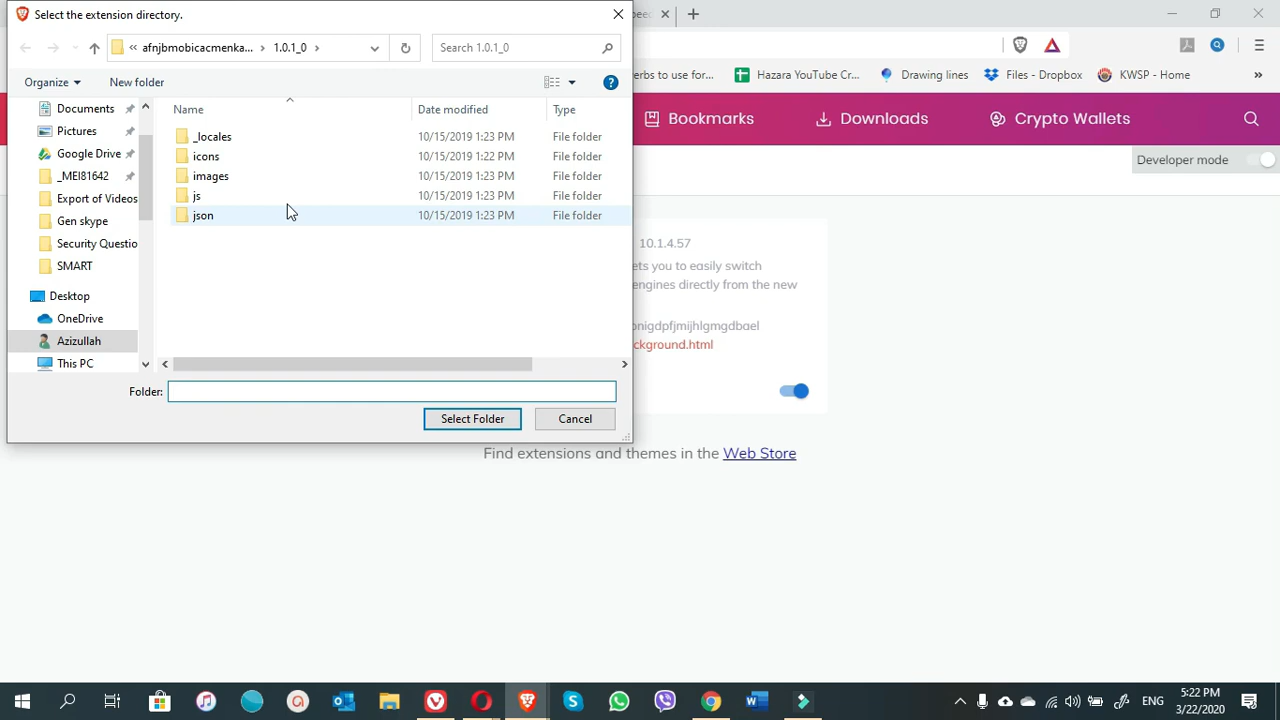 Select the extension directory.
« afnjbmobicacmenka... > 1.0.1_0 >
Search 1.0.1_0
Organize
New folder
Documents
Pictures
Google Drive
_MEI81642
Export of Videos
Gen skype
Security Questio
SMART
Desktop
OneDrive
Azizullah
This PC
Name Date modified Type
_locales 10/15/2019 1:23 PM File folder
icons 10/15/2019 1:22 PM File folder
images 10/15/2019 1:23 PM File folder
js 10/15/2019 1:23 PM File folder
json 10/15/2019 1:23 PM File folder
Folder:
Select Folder Cancel
erbs to use for... Hazara YouTube Cr... Drawing lines Files - Dropbox KWSP - Home »
Bookmarks Downloads Crypto Wallets
Developer mode
10.1.4.57
ets you to easily switch
engines directly from the new
onigdpfjmijhlgmgdbael
ckground.html
Find extensions and themes in the Web Store
ENG
5:22 PM
3/22/2020